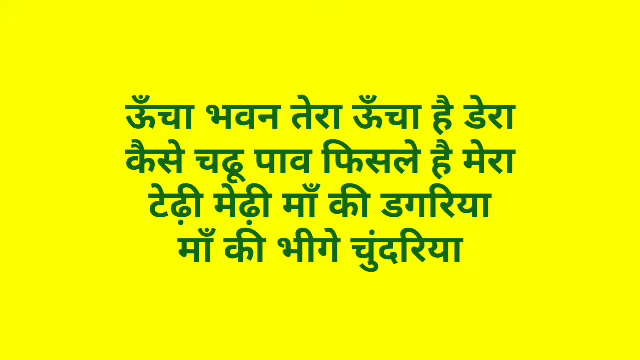 ऊँचा भवन तेरा ऊँचा है डेरा
कैसे चढू पाव फिसले है मेरा
टेढ़ी मेढ़ी माँ की डगरिया
माँ की भीगे चुंदरिया